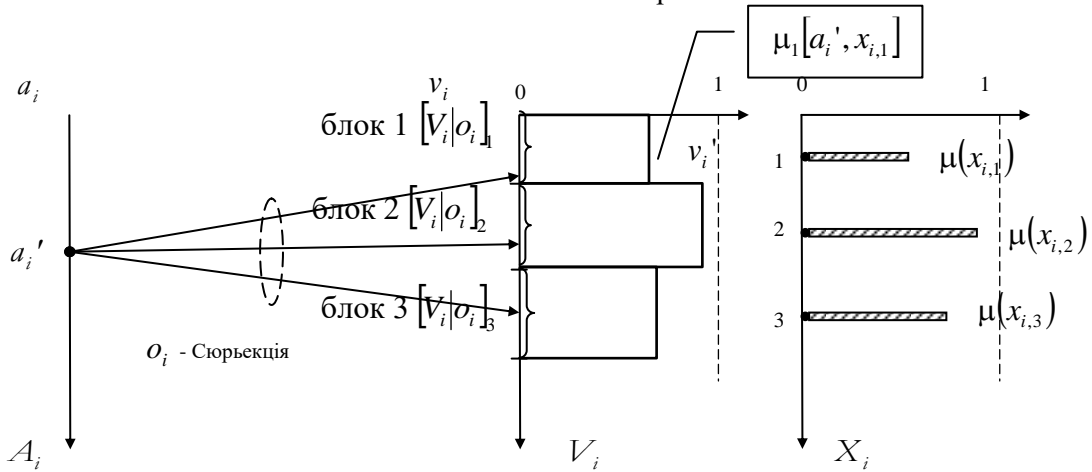 μ₁[aᵢ', xᵢ,₁]
aᵢ
vᵢ
0
1
0
1
блок 1 [Vᵢ|oᵢ]₁
vᵢ'
1
μ(xᵢ,₁)
блок 2 [Vᵢ|oᵢ]₂
aᵢ'
2
μ(xᵢ,₂)
блок 3 [Vᵢ|oᵢ]₃
3
μ(xᵢ,₃)
oᵢ - Сюрьекція
Aᵢ
Vᵢ
Xᵢ